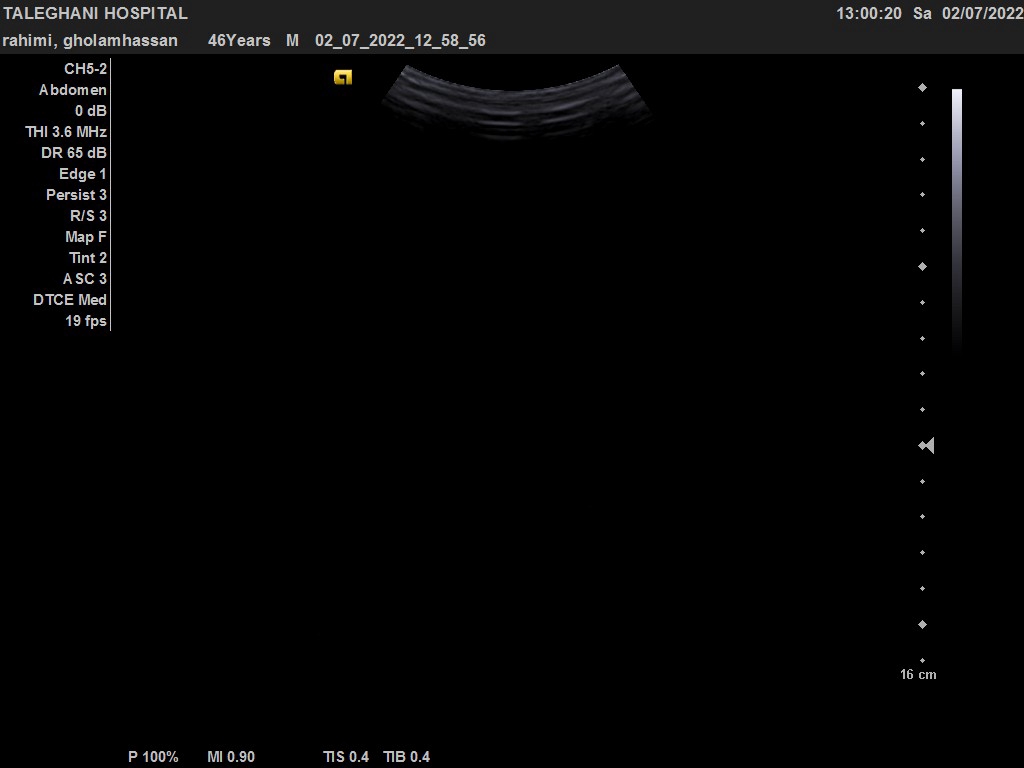 TALEGHANI HOSPITAL 13:00:20 Sa 02/07/2022
rahimi, gholamhassan 46Years M 02_07_2022_12_58_56
CH5-2
Abdomen
0 dB
THI 3.6 MHz
DR 65 dB
Edge 1
Persist 3
R/S 3
Map F
Tint 2
ASC 3
DTCE Med
19 fps
16 cm
P 100% MI 0.90 TIS 0.4 TIB 0.4